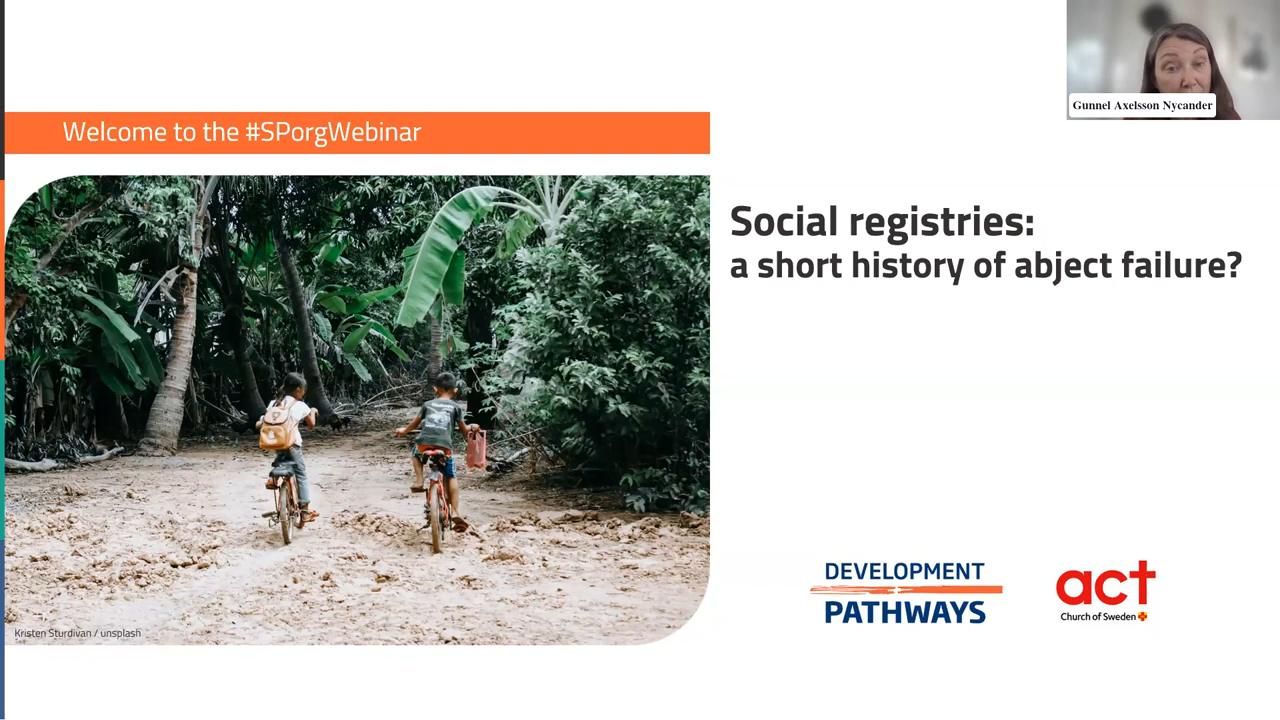 Gunnel Axelsson Nycander
Welcome to the #SPorgWebinar
Social registries:
a short history of abject failure?
DEVELOPMENT
PATHWAYS
act
Church of Sweden
Kristen Sturdivan / unsplash